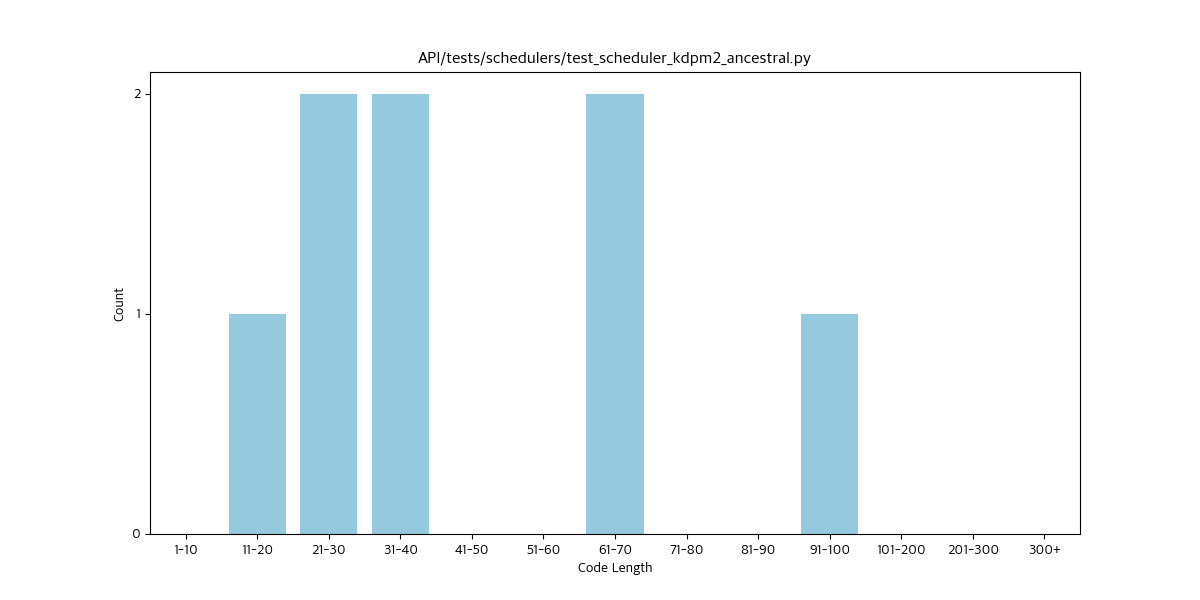 API/tests/schedulers/test_scheduler_kdpm2_ancestral.py
2
1
0
Count
1-10 11-20 21-30 31-40 41-50 51-60 61-70 71-80 81-90 91-100 101-200 201-300 300+
Code Length